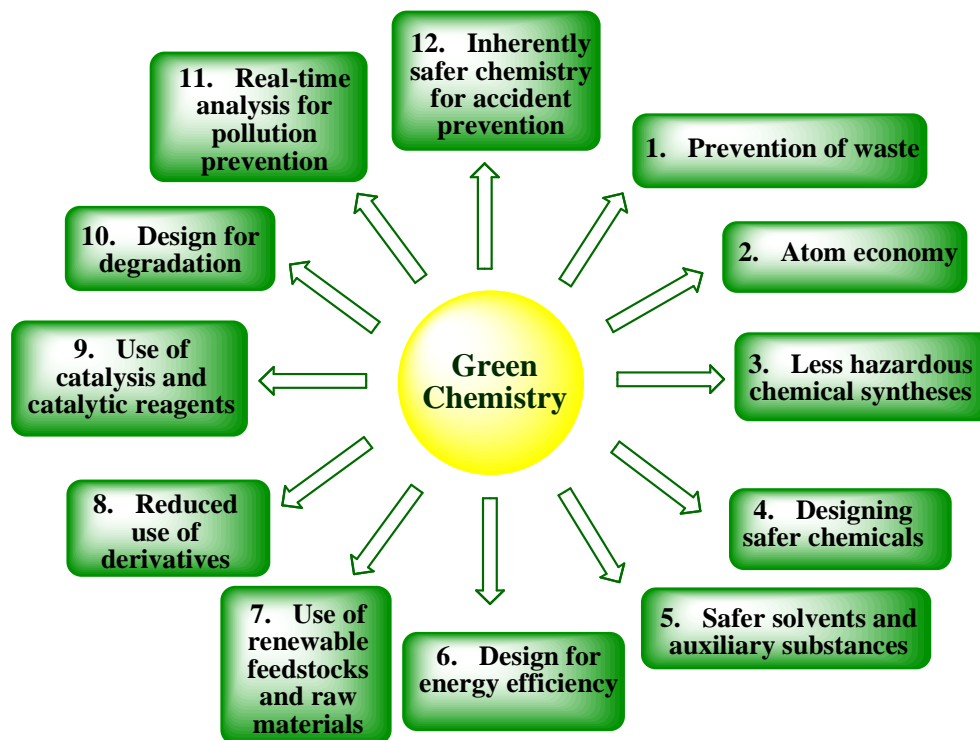 Green
Chemistry
1. Prevention of waste
2. Atom economy
3. Less hazardous
chemical syntheses
4. Designing
safer chemicals
5. Safer solvents and
auxiliary substances
6. Design for
energy efficiency
7. Use of
renewable
feedstocks
and raw
materials
8. Reduced
use of
derivatives
9. Use of
catalysis and
catalytic reagents
10. Design for
degradation
11. Real-time
analysis for
pollution
prevention
12. Inherently
safer chemistry
for accident
prevention